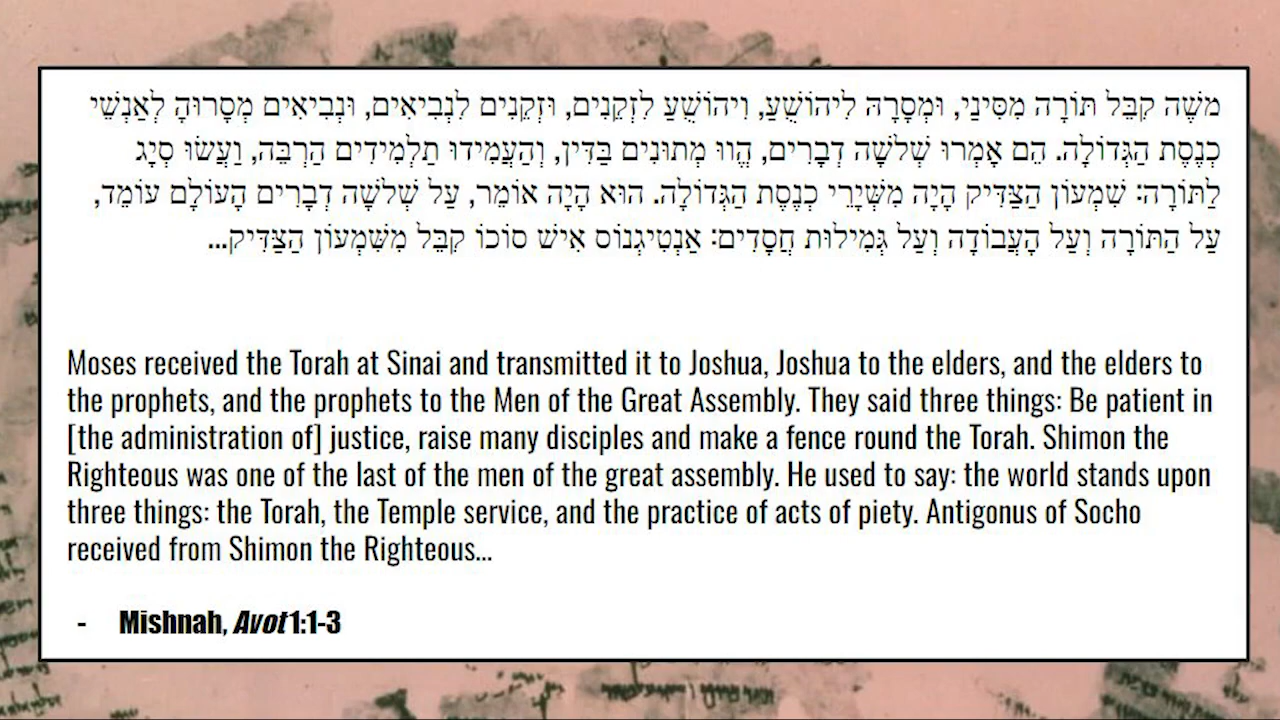 משֶׁה קִבֵּל תּוֹרָה מִסִּינַי, וּמְסָרָהּ לִיהוֹשֻׁעַ, וִיהוֹשֻׁעַ לִזְקֵנִים, וּזְקֵנִים לִנְבִיאִים, וּנְבִיאִים מְסָרוּהָ לְאַנְשֵׁי
כְנֶסֶת הַגְּדוֹלָה. הֵם אָמְרוּ שְׁלשָׁה דְבָרִים, הֱווּ מְתוּנִים בַּדִּין, וְהַעֲמִידוּ תַלְמִידִים הַרְבֵּה, וַעֲשׂוּ סְיָג
לַתּוֹרָה׃ שִׁמְעוֹן הַצַּדִּיק הָיָה מִשְּׁיָרֵי כְנֶסֶת הַגְּדוֹלָה. הוּא הָיָה אוֹמֵר, עַל שְׁלשָׁה דְבָרִים הָעוֹלָם עוֹמֵד,
עַל הַתּוֹרָה וְעַל הָעֲבוֹדָה וְעַל גְּמִילוּת חֲסָדִים׃ אַנְטִיגְנוֹס אִישׁ סוֹכוֹ קִבֵּל מִשִּׁמְעוֹן הַצַּדִּיק...
Moses received the Torah at Sinai and transmitted it to Joshua, Joshua to the elders, and the elders to
the prophets, and the prophets to the Men of the Great Assembly. They said three things: Be patient in
[the administration of] justice, raise many disciples and make a fence round the Torah. Shimon the
Righteous was one of the last of the men of the great assembly. He used to say: the world stands upon
three things: the Torah, the Temple service, and the practice of acts of piety. Antigonus of Socho
received from Shimon the Righteous...
- Mishnah, Avot 1:1-3